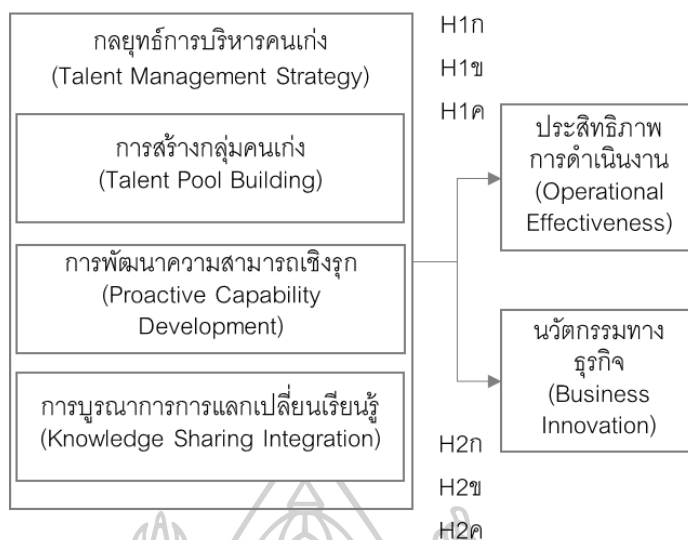 กลยุทธ์การบริหารคนเก่ง
(Talent Management Strategy)
การสร้างกลุ่มคนเก่ง
(Talent Pool Building)
การพัฒนาความสามารถเชิงรุก
(Proactive Capability
Development)
การบูรณาการการแลกเปลี่ยนเรียนรู้
(Knowledge Sharing Integration)
H1ก
H1ข
H1ค
ประสิทธิภาพ
การดำเนินงาน
(Operational
Effectiveness)
นวัตกรรมทาง
ธุรกิจ
(Business
Innovation)
H2ก
H2ข
H2ค